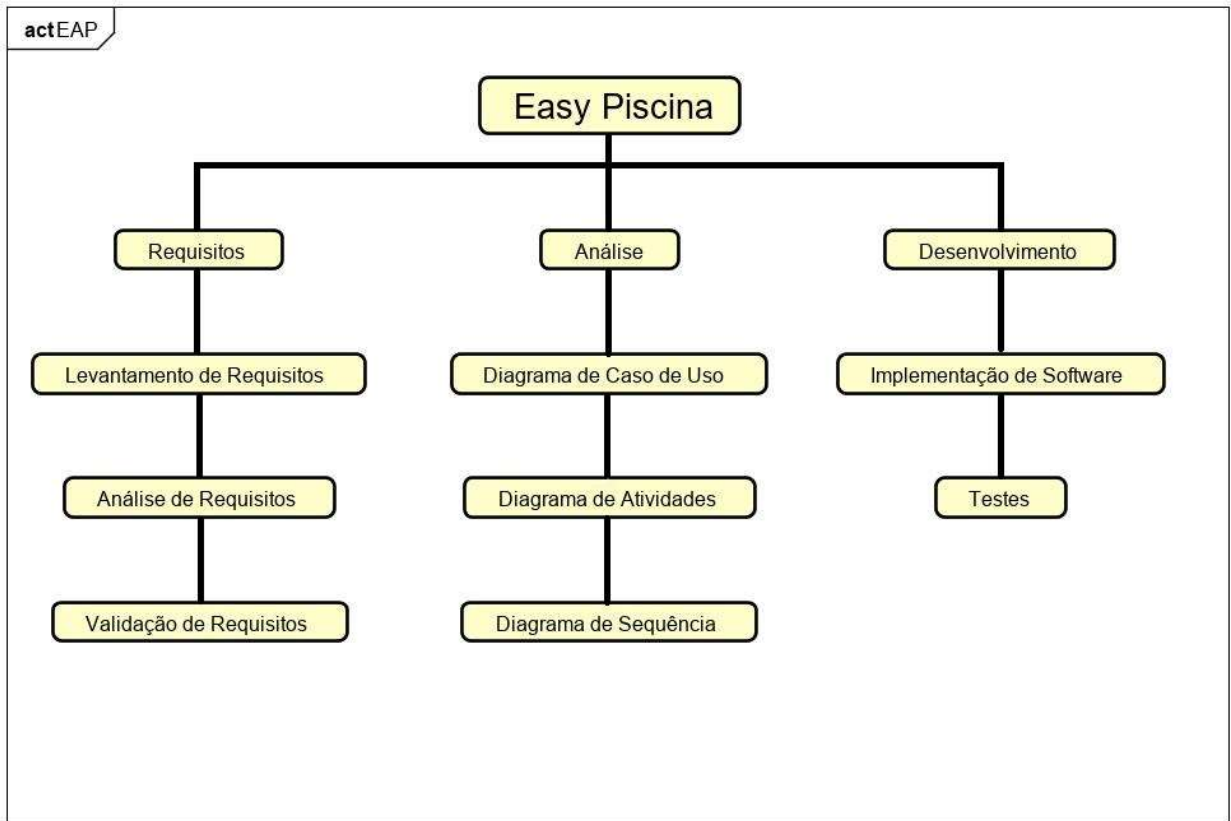 actEAP
Easy Piscina
Requisitos
Análise
Desenvolvimento
Levantamento de Requisitos
Diagrama de Caso de Uso
Implementação de Software
Análise de Requisitos
Diagrama de Atividades
Testes
Validação de Requisitos
Diagrama de Sequência